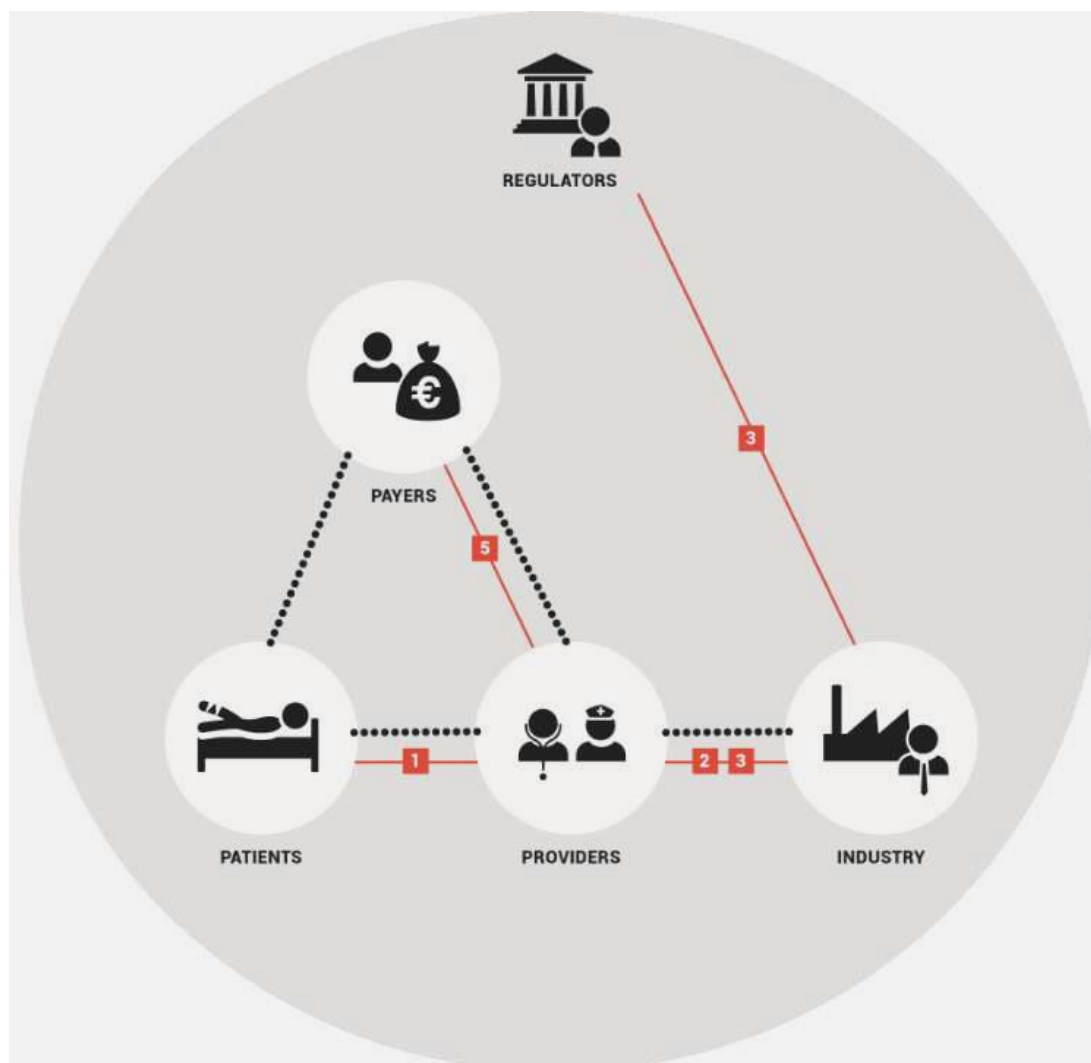 REGULATORS
3
€
PAYERS
5
1
2 3
PATIENTS PROVIDERS INDUSTRY